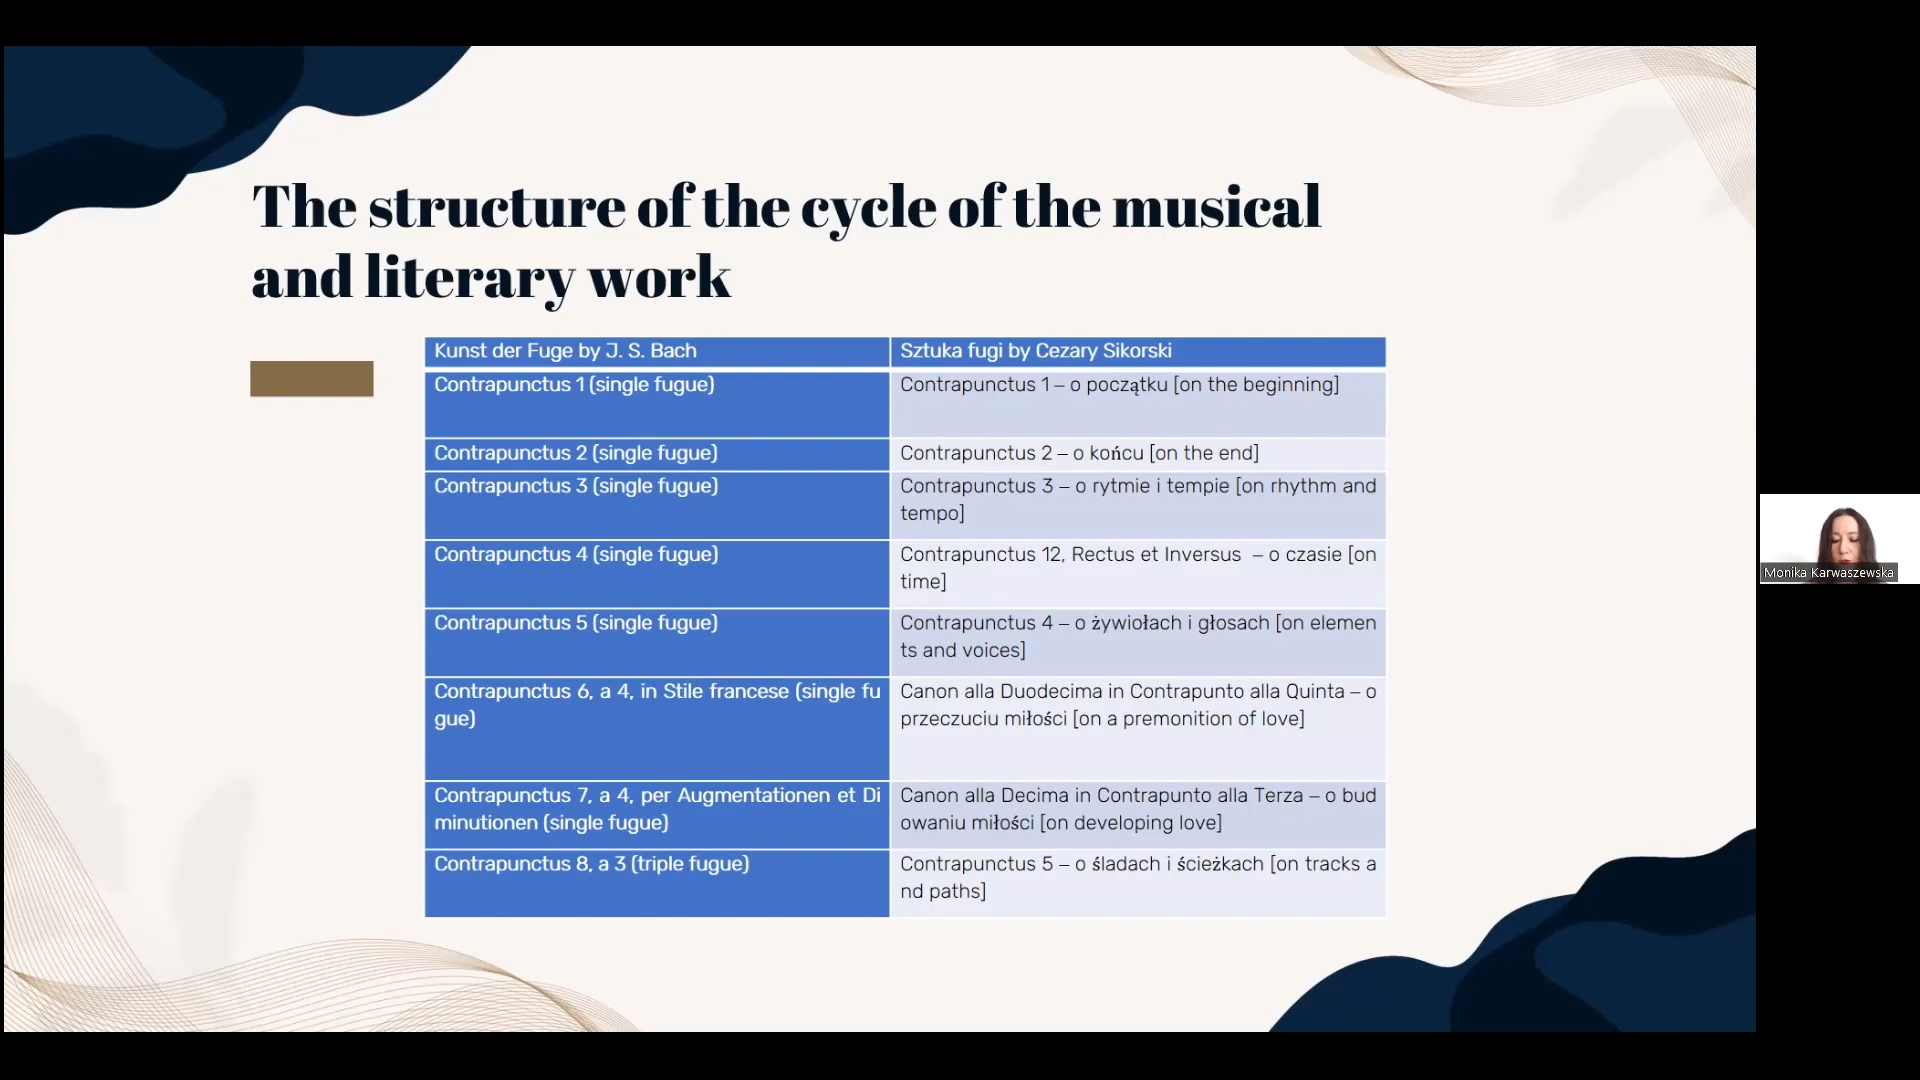 The structure of the cycle of the musical
and literary work
Kunst der Fuge by J. S. Bach
Sztuka fugi by Cezary Sikorski
Contrapunctus 1 (single fugue)
Contrapunctus 1 – o początku [on the beginning]
Contrapunctus 2 (single fugue)
Contrapunctus 2 – o końcu [on the end]
Contrapunctus 3 (single fugue)
Contrapunctus 3 – o rytmie i tempie [on rhythm and
tempo]
Contrapunctus 4 (single fugue)
Contrapunctus 12, Rectus et Inversus – o czasie [on
time]
Contrapunctus 5 (single fugue)
Contrapunctus 4 – o żywiołach i głosach [on elemen
ts and voices]
Contrapunctus 6, a 4, in Stile francese (single fu
gue)
Canon alla Duodecima in Contrapunto alla Quinta – o
przeczuciu miłości [on a premonition of love]
Contrapunctus 7, a 4, per Augmentationen et Di
minutionen (single fugue)
Canon alla Decima in Contrapunto alla Terza – o bud
owaniu miłości [on developing love]
Contrapunctus 8, a 3 (triple fugue)
Contrapunctus 5 – o śladach i ścieżkach [on tracks a
nd paths]
Monika Karwaszewska